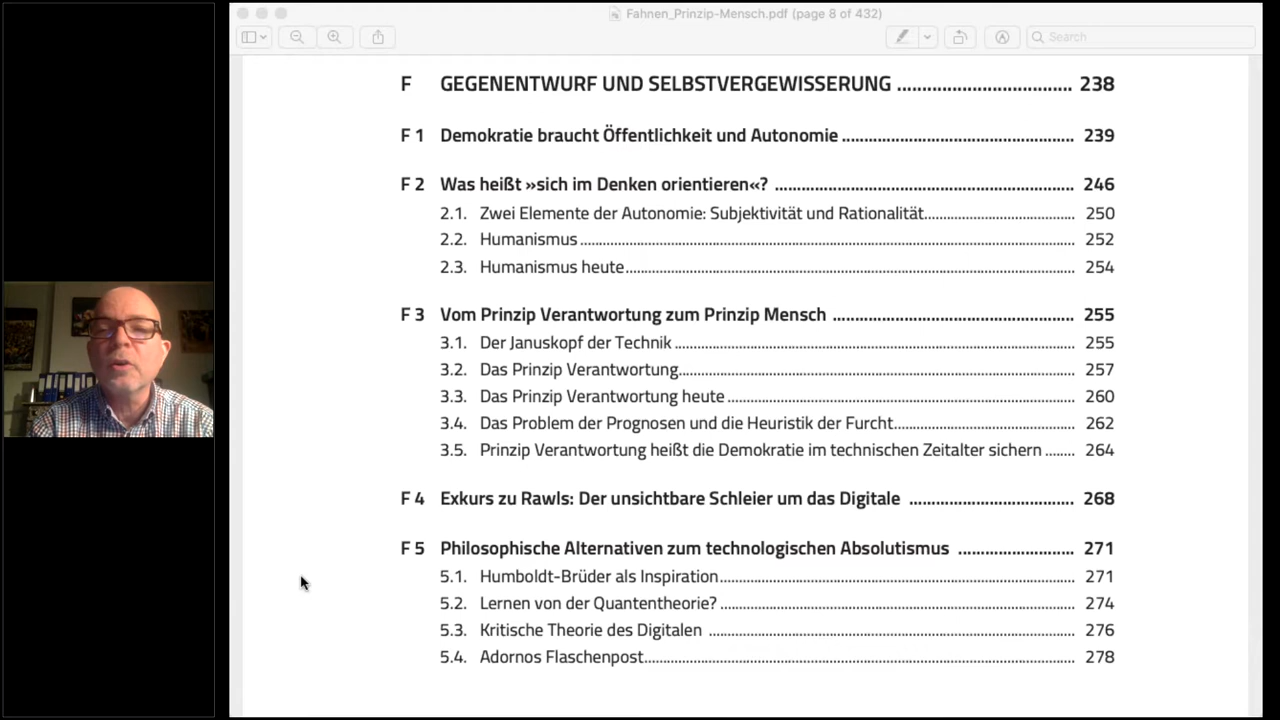 Fahnen_Prinzip-Mensch.pdf (page 8 of 432)
Search
F GEGENENTWURF UND SELBSTVERGEWISSERUNG ................................ 238
F 1 Demokratie braucht Öffentlichkeit und Autonomie ........................................... 239
F 2 Was heißt »sich im Denken orientieren«? ...................................................... 246
2.1. Zwei Elemente der Autonomie: Subjektivität und Rationalität................................... 250
2.2. Humanismus ................................................................................................ 252
2.3. Humanismus heute...................................................................................... 254
F 3 Vom Prinzip Verantwortung zum Prinzip Mensch ............................................ 255
3.1. Der Januskopf der Technik ............................................................................ 255
3.2. Das Prinzip Verantwortung............................................................................ 257
3.3. Das Prinzip Verantwortung heute .................................................................. 260
3.4. Das Problem der Prognosen und die Heuristik der Furcht.......................................... 262
3.5. Prinzip Verantwortung heißt die Demokratie im technischen Zeitalter sichern ........ 264
F 4 Exkurs zu Rawls: Der unsichtbare Schleier um das Digitale .............................. 268
F 5 Philosophische Alternativen zum technologischen Absolutismus ..................... 271
5.1. Humboldt-Brüder als Inspiration.................................................................... 271
5.2. Lernen von der Quantentheorie? .................................................................... 274
5.3. Kritische Theorie des Digitalen ...................................................................... 276
5.4. Adornos Flaschenpost.................................................................................. 278